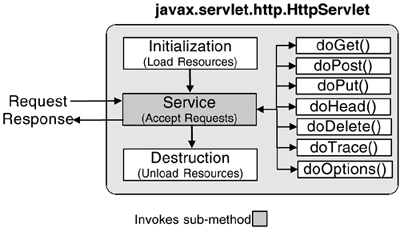 javax.servlet.http.HttpServlet
Initialization
(Load Resources)
Request
Response
Service
(Accept Requests)
Destruction
(Unload Resources)
doGet()
doPost()
doPut()
doHead()
doDelete()
doTrace()
doOptions()
Invokes sub-method